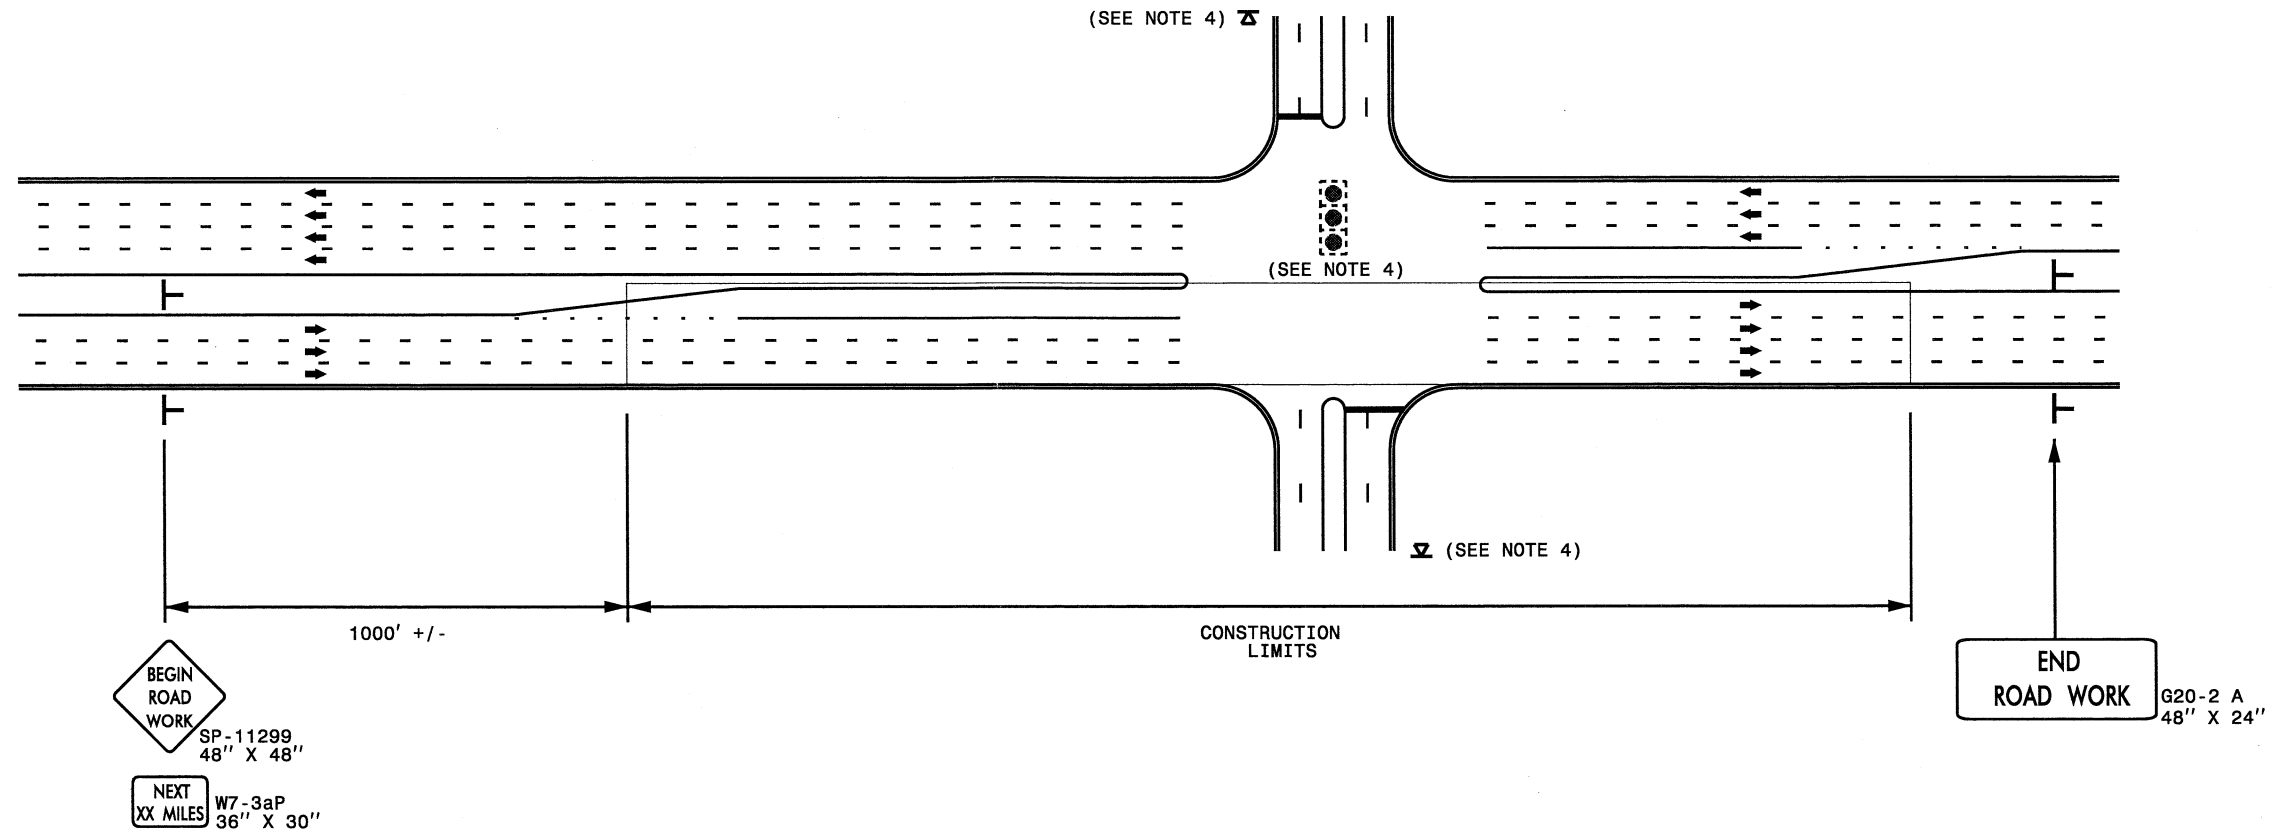 (SEE NOTE 4)
(SEE NOTE 4)
(SEE NOTE 4)
1000' +/-
CONSTRUCTION
LIMITS
BEGIN
ROAD
WORK
SP-11299
48" X 48"
NEXT
XX MILES
W7-3aP
36" X 30"
END
ROAD WORK
G20-2 A
48" X 24"